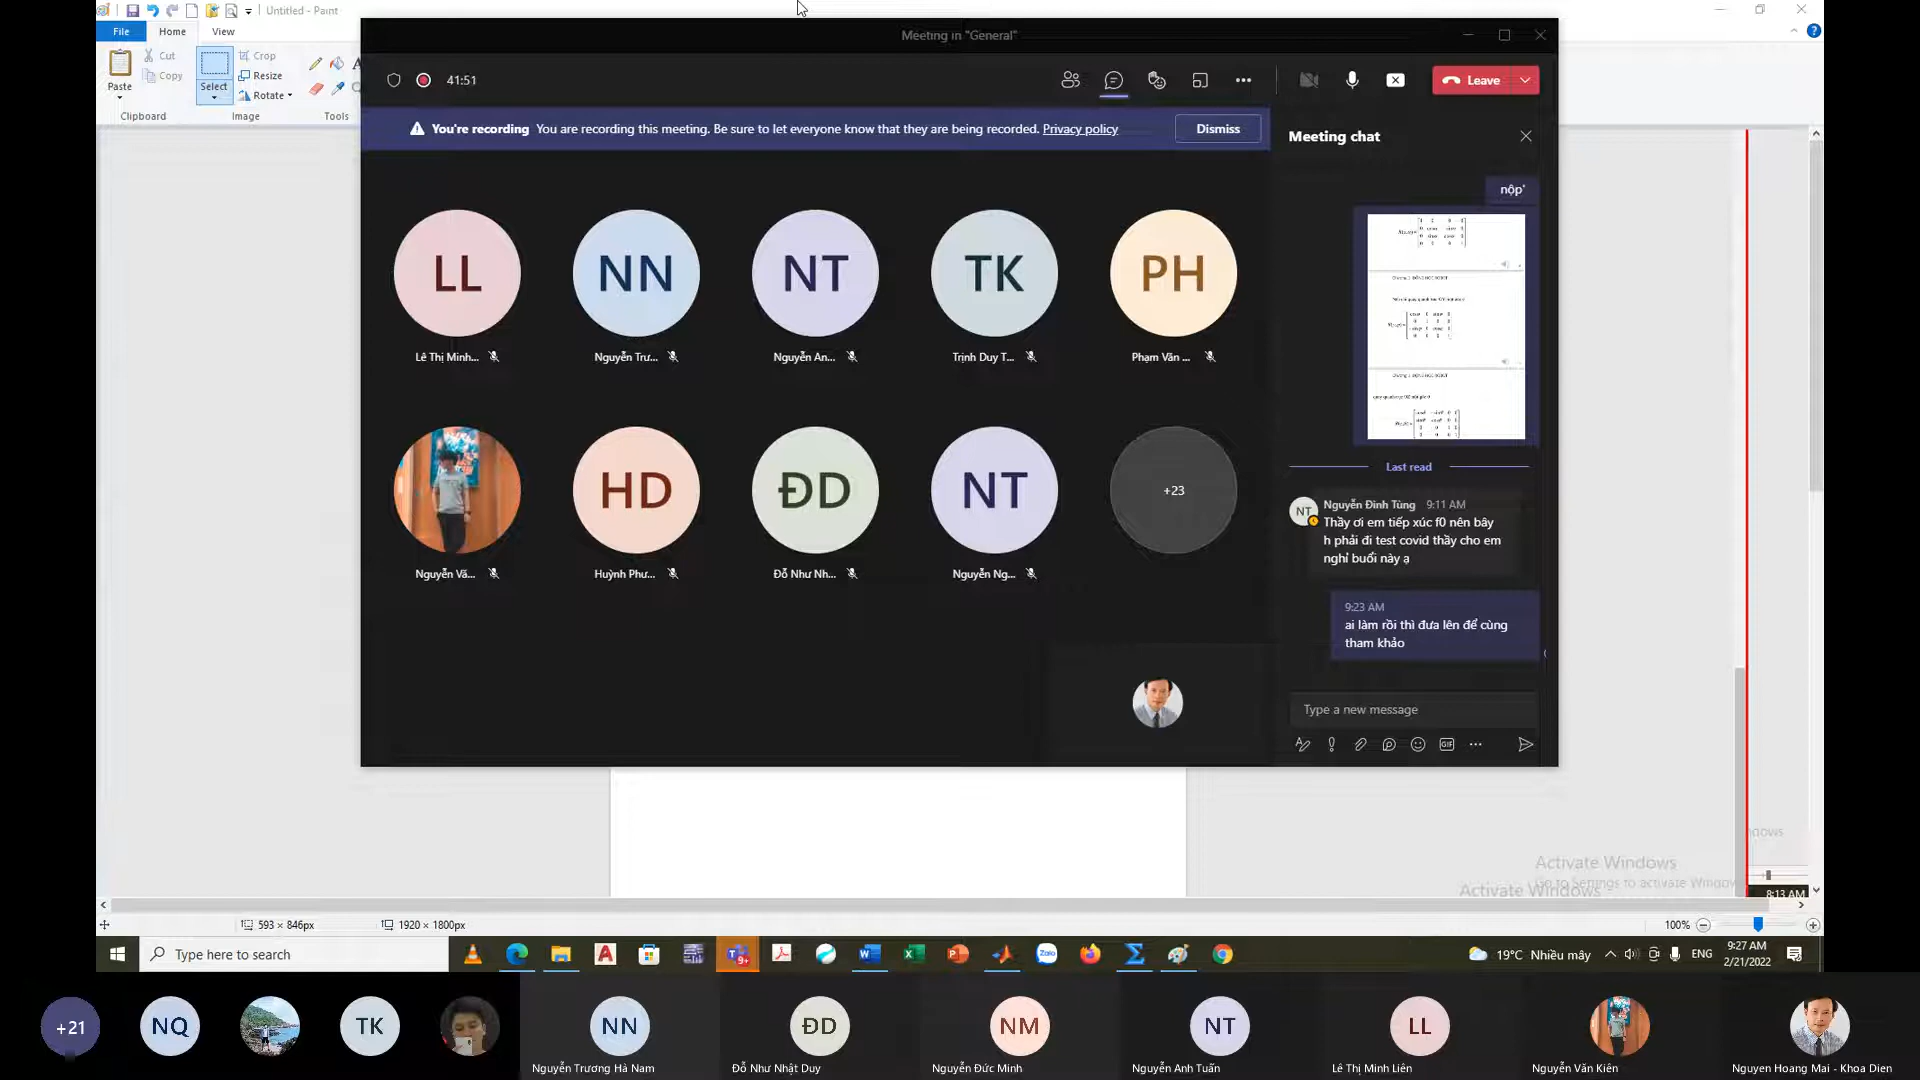 Untitled - Paint
File
Home
View
Paste
Cut
Copy
Clipboard
Select
Crop
Resize
Rotate
Image
Tools
Meeting in "General"
41:51
Leave
You're recording You are recording this meeting. Be sure to let everyone know that they are being recorded. Privacy policy
Dismiss
LL
NN
NT
TK
PH
Lê Thị Minh...
Nguyễn Trư...
Nguyễn An...
Trịnh Duy T...
Phạm Văn ...
HD
ĐD
NT
+23
Nguyễn Vă...
Huỳnh Phư...
Đỗ Như Nh...
Nguyễn Ng...
Meeting chat
nộp'
Last read
NT
Nguyễn Đình Tùng 9:11 AM
Thầy ơi em tiếp xúc f0 nên bây
h phải đi test covid thầy cho em
nghỉ buổi này ạ
9:23 AM
ai làm rồi thì đưa lên để cùng
tham khảo
Type a new message
GIF
Activate Windows
Go to Settings to activate Windows
Activate Windows
8:13 AM
593 × 846px
1920 × 1800px
100%
Type here to search
9+
Zalo
19°C Nhiều mây
ENG
9:27 AM
2/21/2022
+21
NQ
TK
NN
ĐD
NM
NT
LL
Nguyễn Trương Hà Nam
Đỗ Như Nhật Duy
Nguyễn Đức Minh
Nguyễn Anh Tuấn
Lê Thị Minh Liên
Nguyễn Văn Kiên
Nguyen Hoang Mai - Khoa Dien